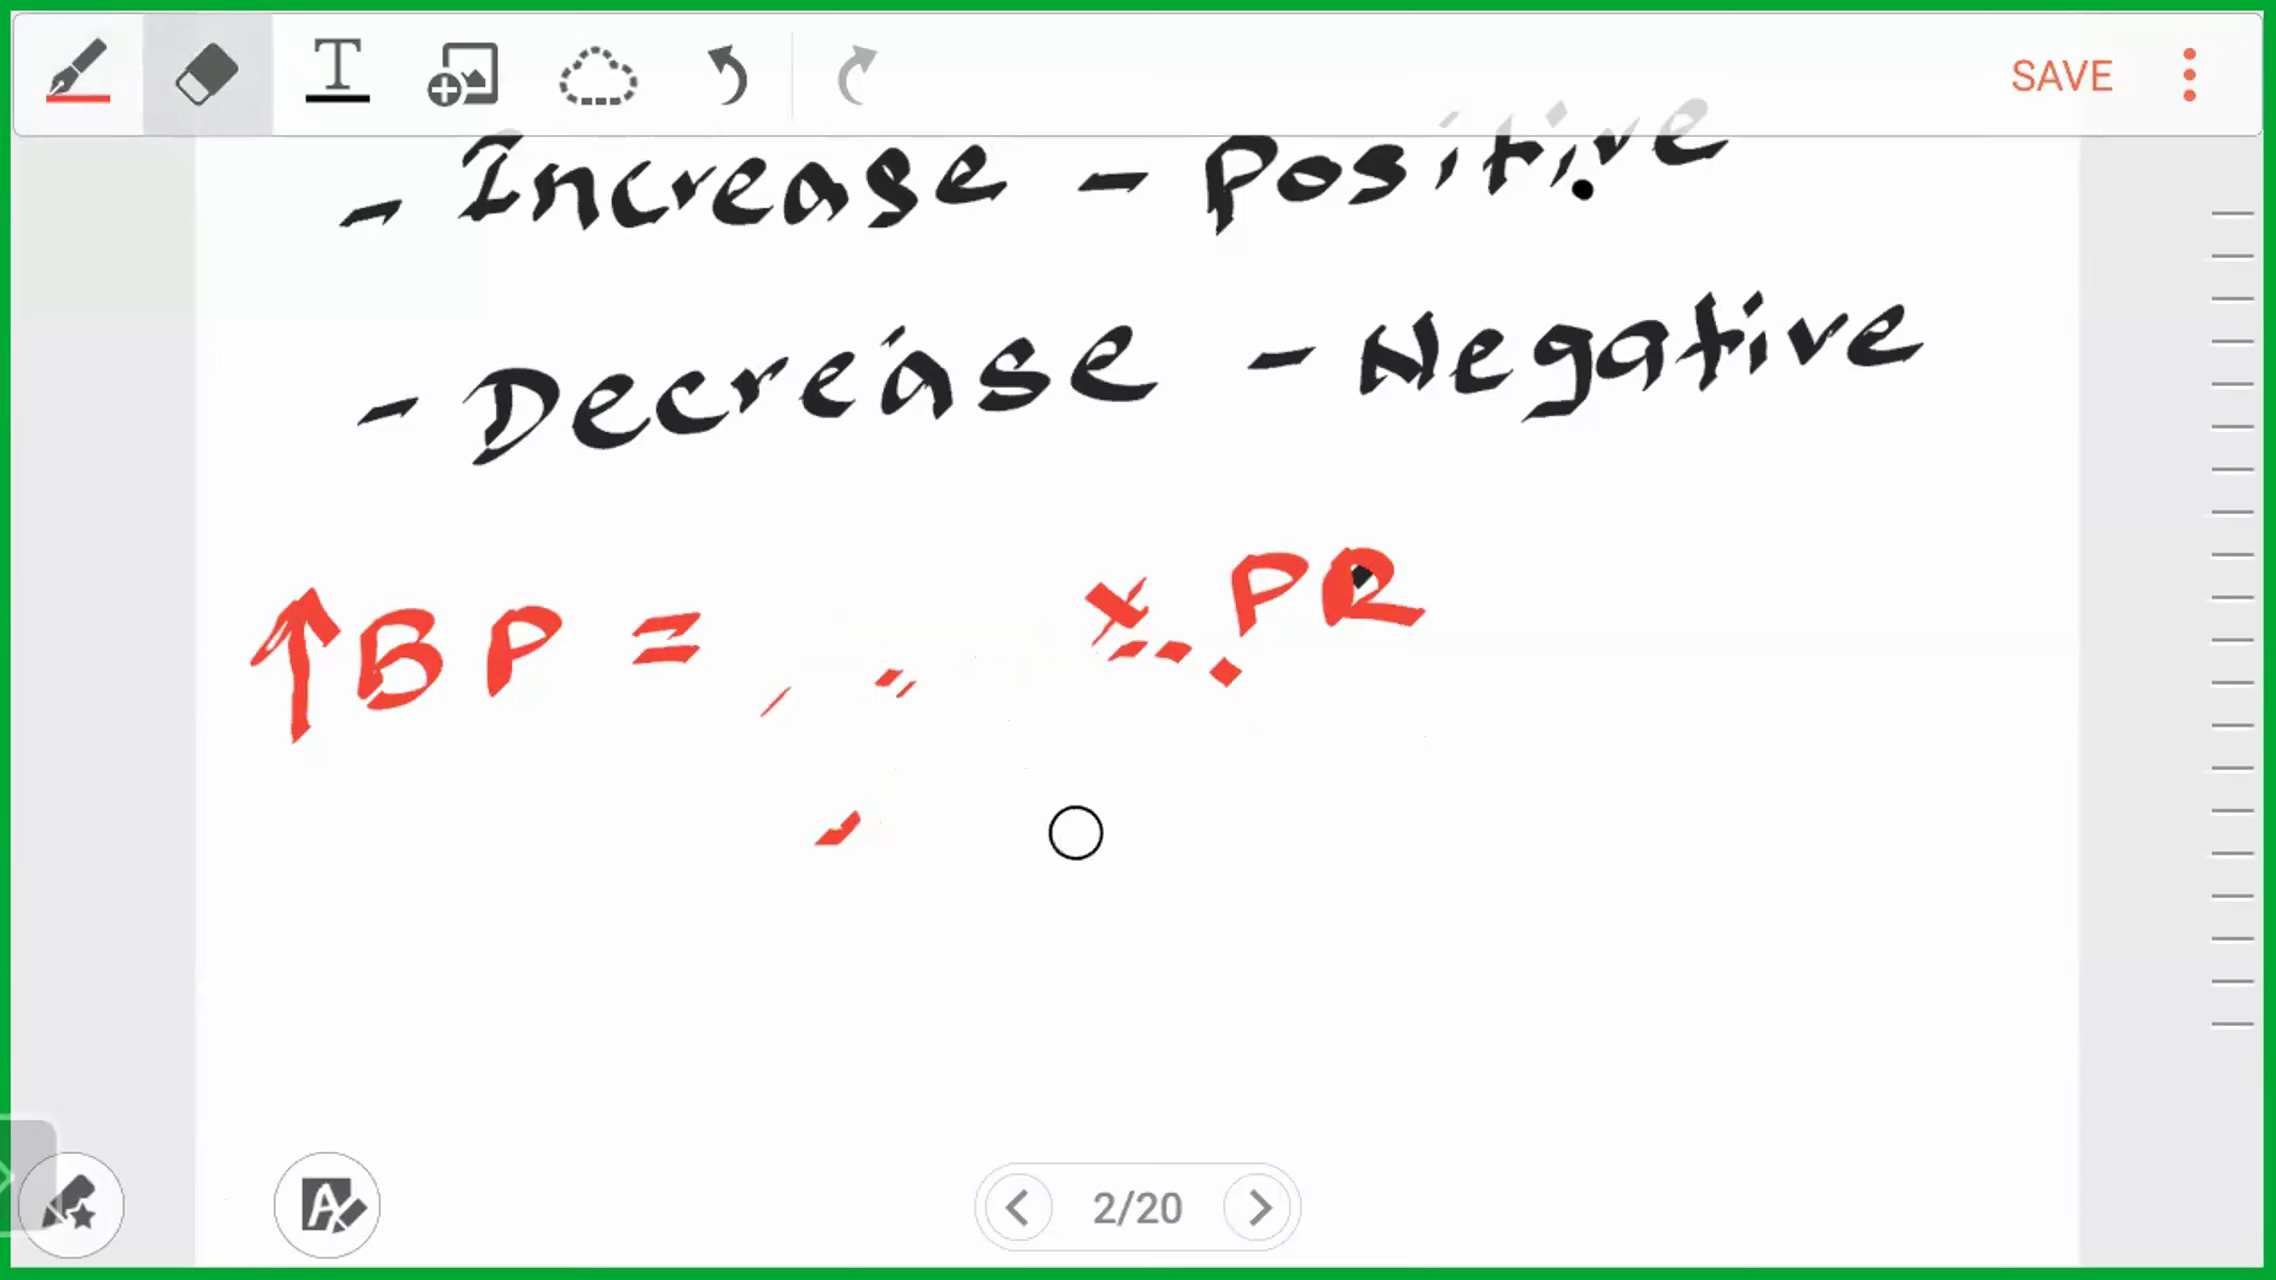 T SAVE
- Increase - Positive
- Decrease - Negative
↑ BP = × PR
A 2/20